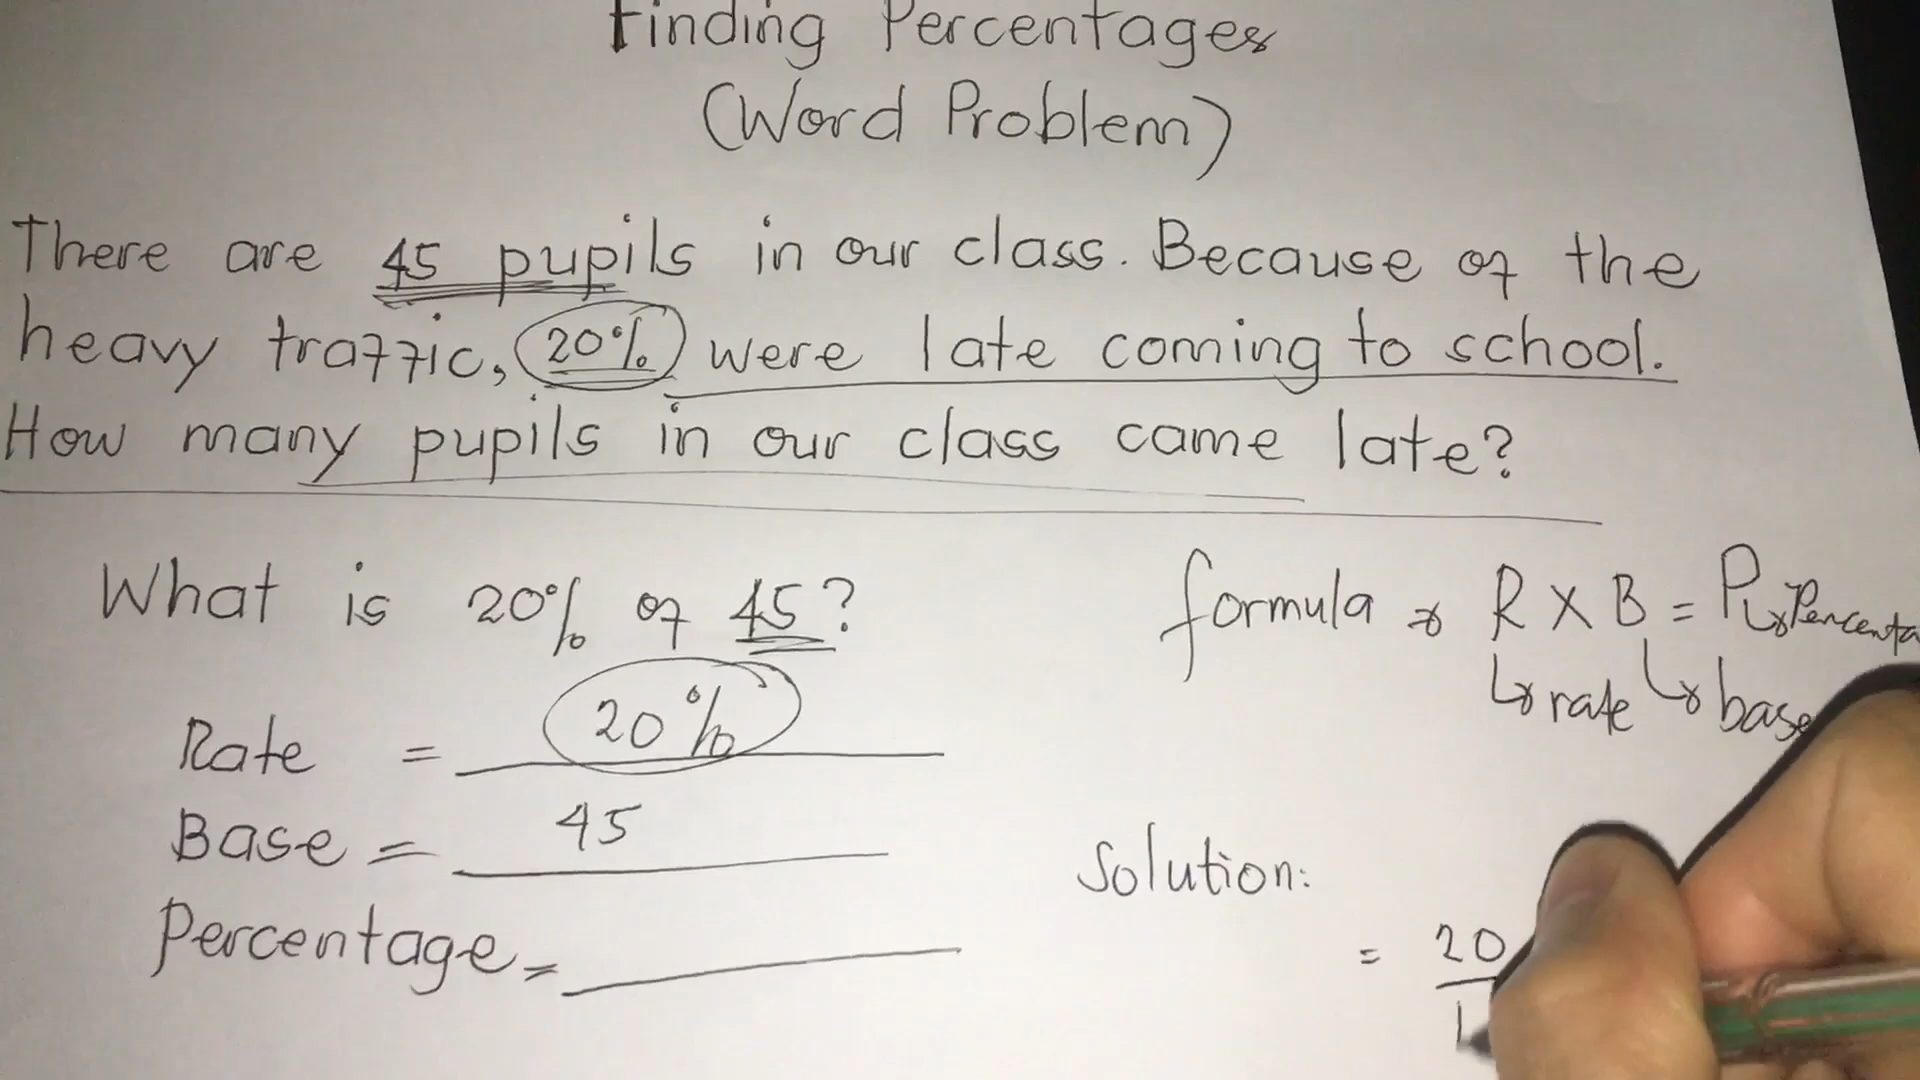 Finding Percentages
(Word Problem)
There are 45 pupils in our class. Because of the
heavy traffic, 20% were late coming to school.
How many pupils in our class came late?
What is 20% of 45?
formula → R X B = P → Percenta
↳ rate ↳ base
Rate = 20%
Base = 45
Percentage =
Solution:
= 20
1